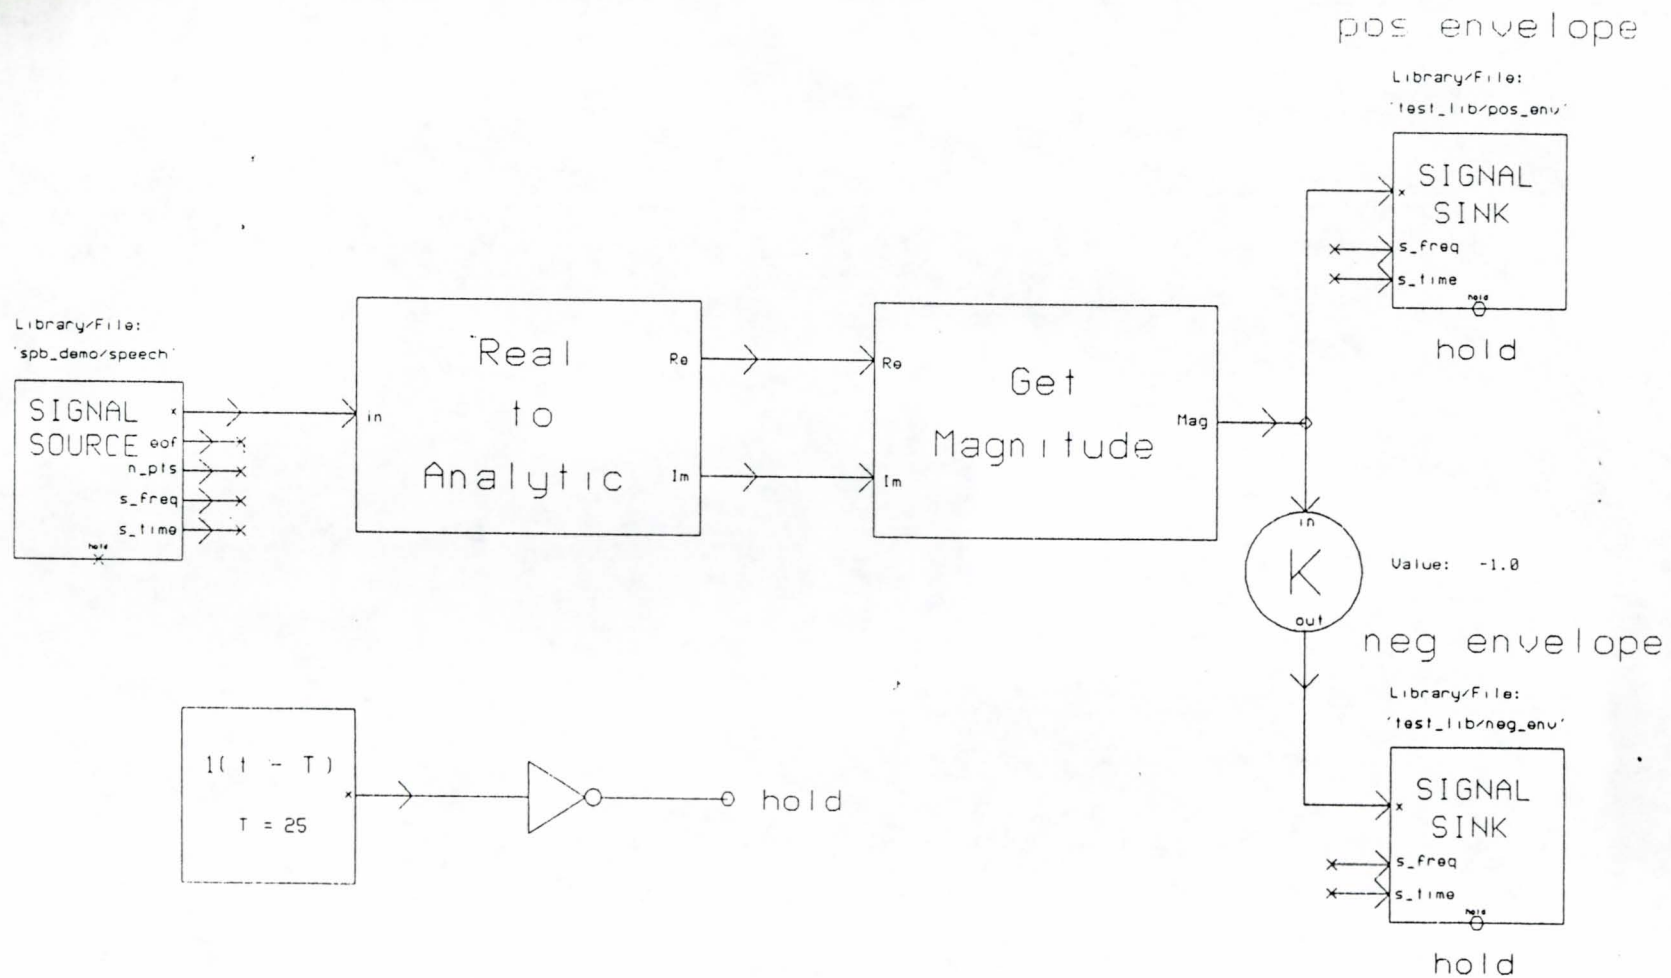 pos envelope
Library/File:
'test_lib/pos_env'
SIGNAL
SINK
x
s_freq
s_time
hold
hold
Library/File:
'spb_demo/speech'
SIGNAL
SOURCE
x
eof
n_pts
s_freq
s_time
hold
in
Real
to
Analytic
Re
Im
Re
Im
Get
Magnitude
Mag
in
K
out
Value: -1.0
neg envelope
Library/File:
'test_lib/neg_env'
SIGNAL
SINK
x
s_freq
s_time
hold
hold
1( t - T )
T = 25
x
hold